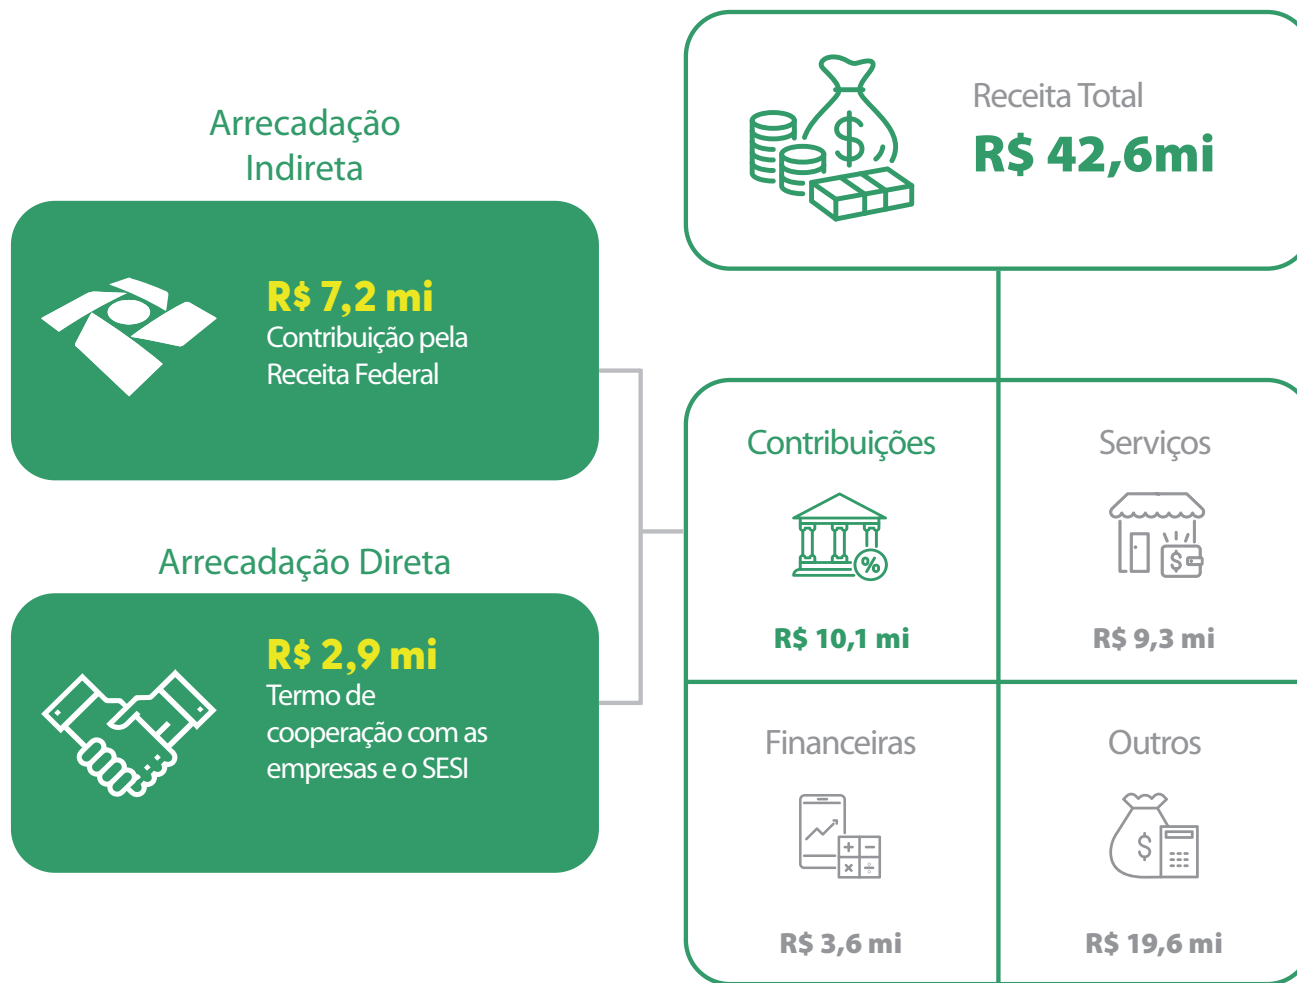 Arrecadação
Indireta
R$ 7,2 mi
Contribuição pela
Receita Federal
Arrecadação Direta
R$ 2,9 mi
Termo de
cooperação com as
empresas e o SESI
Receita Total
R$ 42,6mi
Contribuições
%
R$ 10,1 mi
Serviços
$
R$ 9,3 mi
Financeiras
R$ 3,6 mi
Outros
$
R$ 19,6 mi